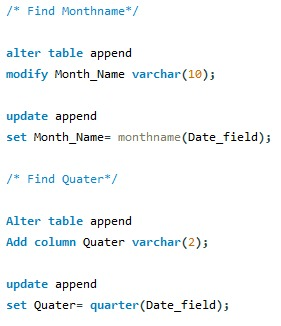 /* Find Monthname*/
alter table append
modify Month_Name varchar(10);
update append
set Month_Name= monthname(Date_field);
/* Find Quater*/
Alter table append
Add column Quater varchar(2);
update append
set Quater= quarter(Date_field);